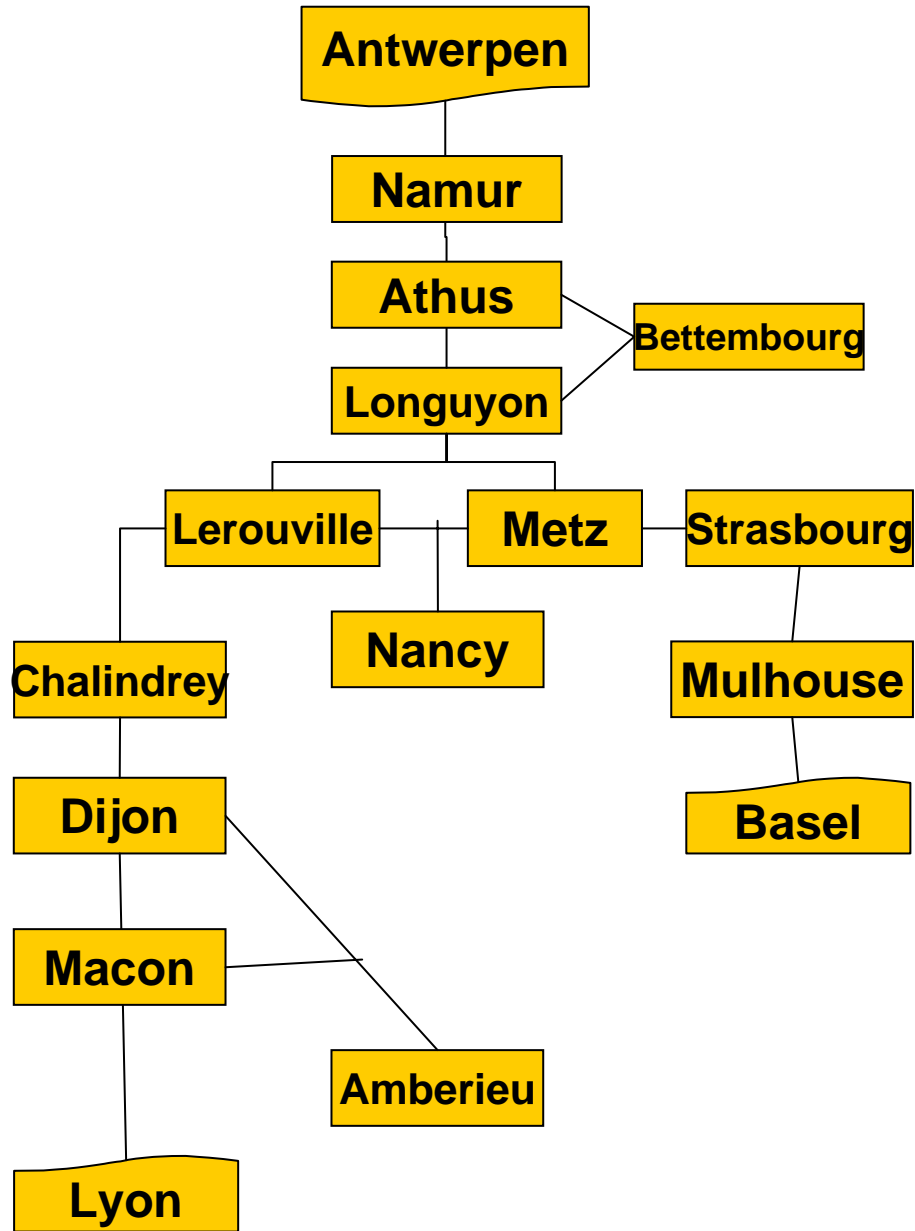 Antwerpen
Namur
Athus
Bettembourg
Longuyon
Lerouville
Metz
Strasbourg
Nancy
Chalindrey
Mulhouse
Dijon
Basel
Macon
Amberieu
Lyon